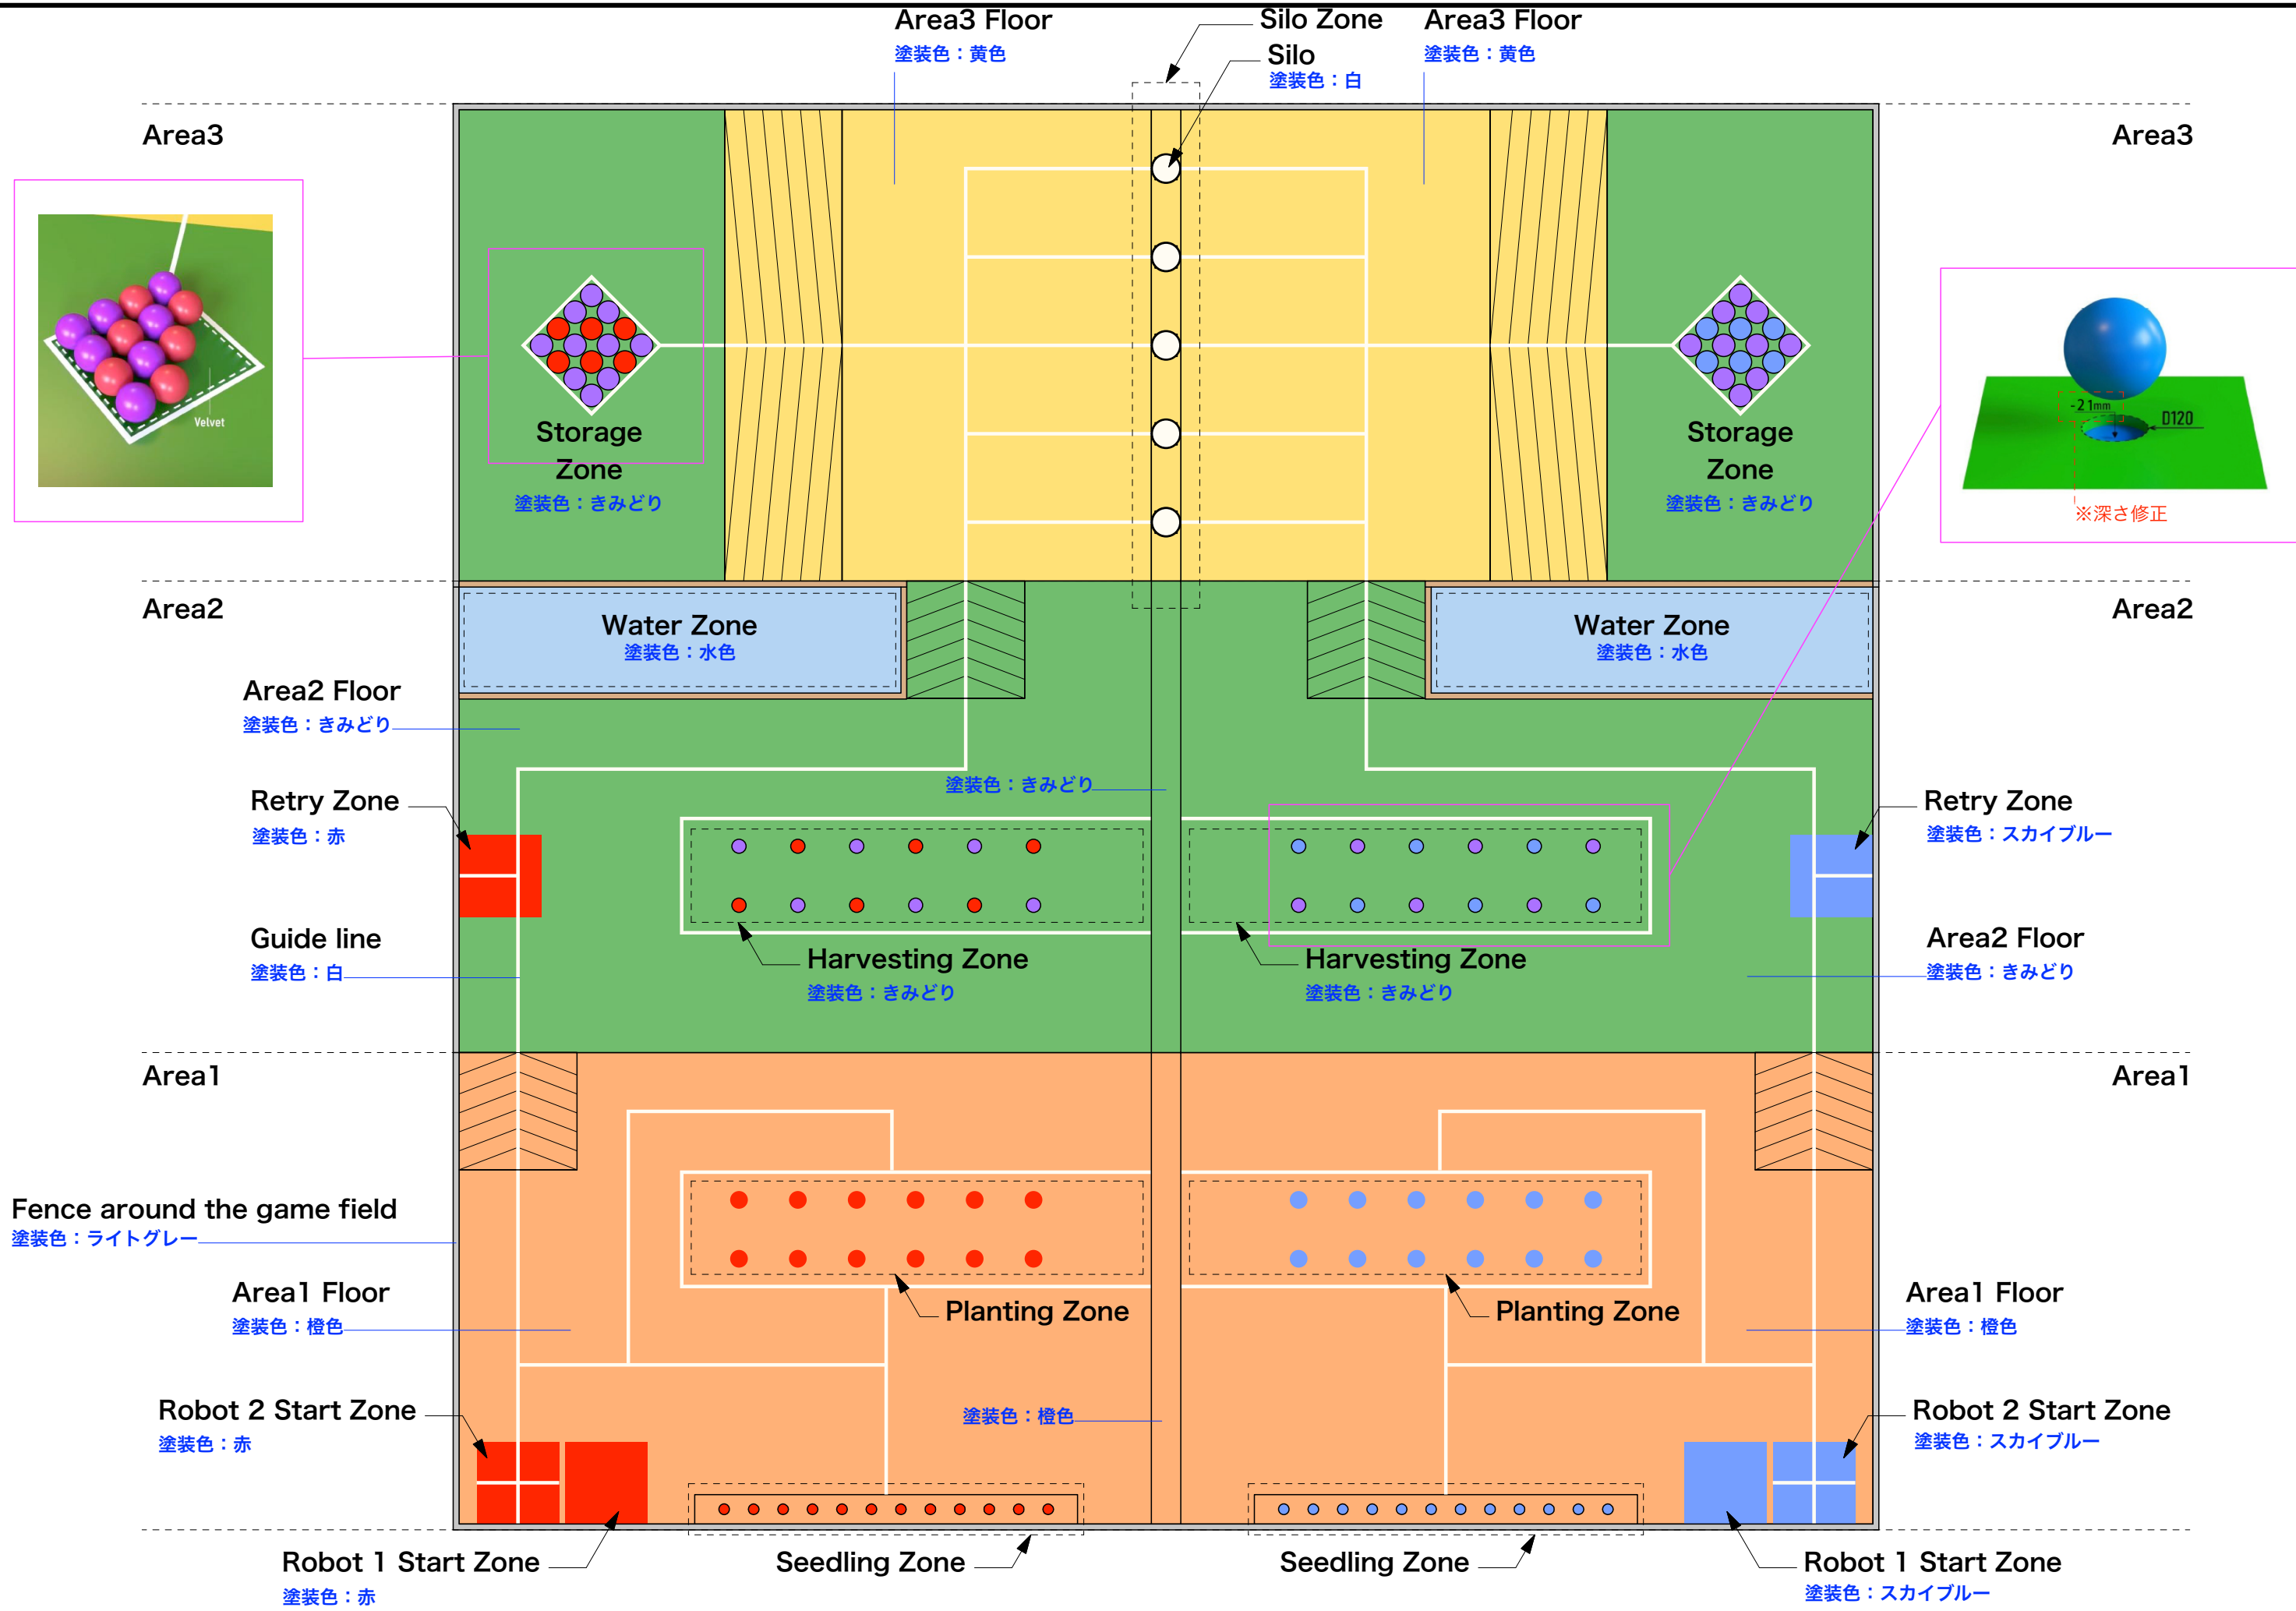 Area3 Floor
塗装色：黄色
Silo Zone
Silo
塗装色：白
Area3 Floor
塗装色：黄色
Area3
Area3
Velvet
Storage
Zone
塗装色：きみどり
Storage
Zone
塗装色：きみどり
-21mm
D120
※深さ修正
Area2
Area2
Water Zone
塗装色：水色
Water Zone
塗装色：水色
Area2 Floor
塗装色：きみどり
塗装色：きみどり
Retry Zone
塗装色：赤
Retry Zone
塗装色：スカイブルー
Guide line
塗装色：白
Harvesting Zone
塗装色：きみどり
Harvesting Zone
塗装色：きみどり
Area2 Floor
塗装色：きみどり
Area1
Area1
Fence around the game field
塗装色：ライトグレー
Area1 Floor
塗装色：橙色
Planting Zone
Planting Zone
Area1 Floor
塗装色：橙色
Robot 2 Start Zone
塗装色：赤
塗装色：橙色
Robot 2 Start Zone
塗装色：スカイブルー
Robot 1 Start Zone
塗装色：赤
Seedling Zone
Seedling Zone
Robot 1 Start Zone
塗装色：スカイブルー